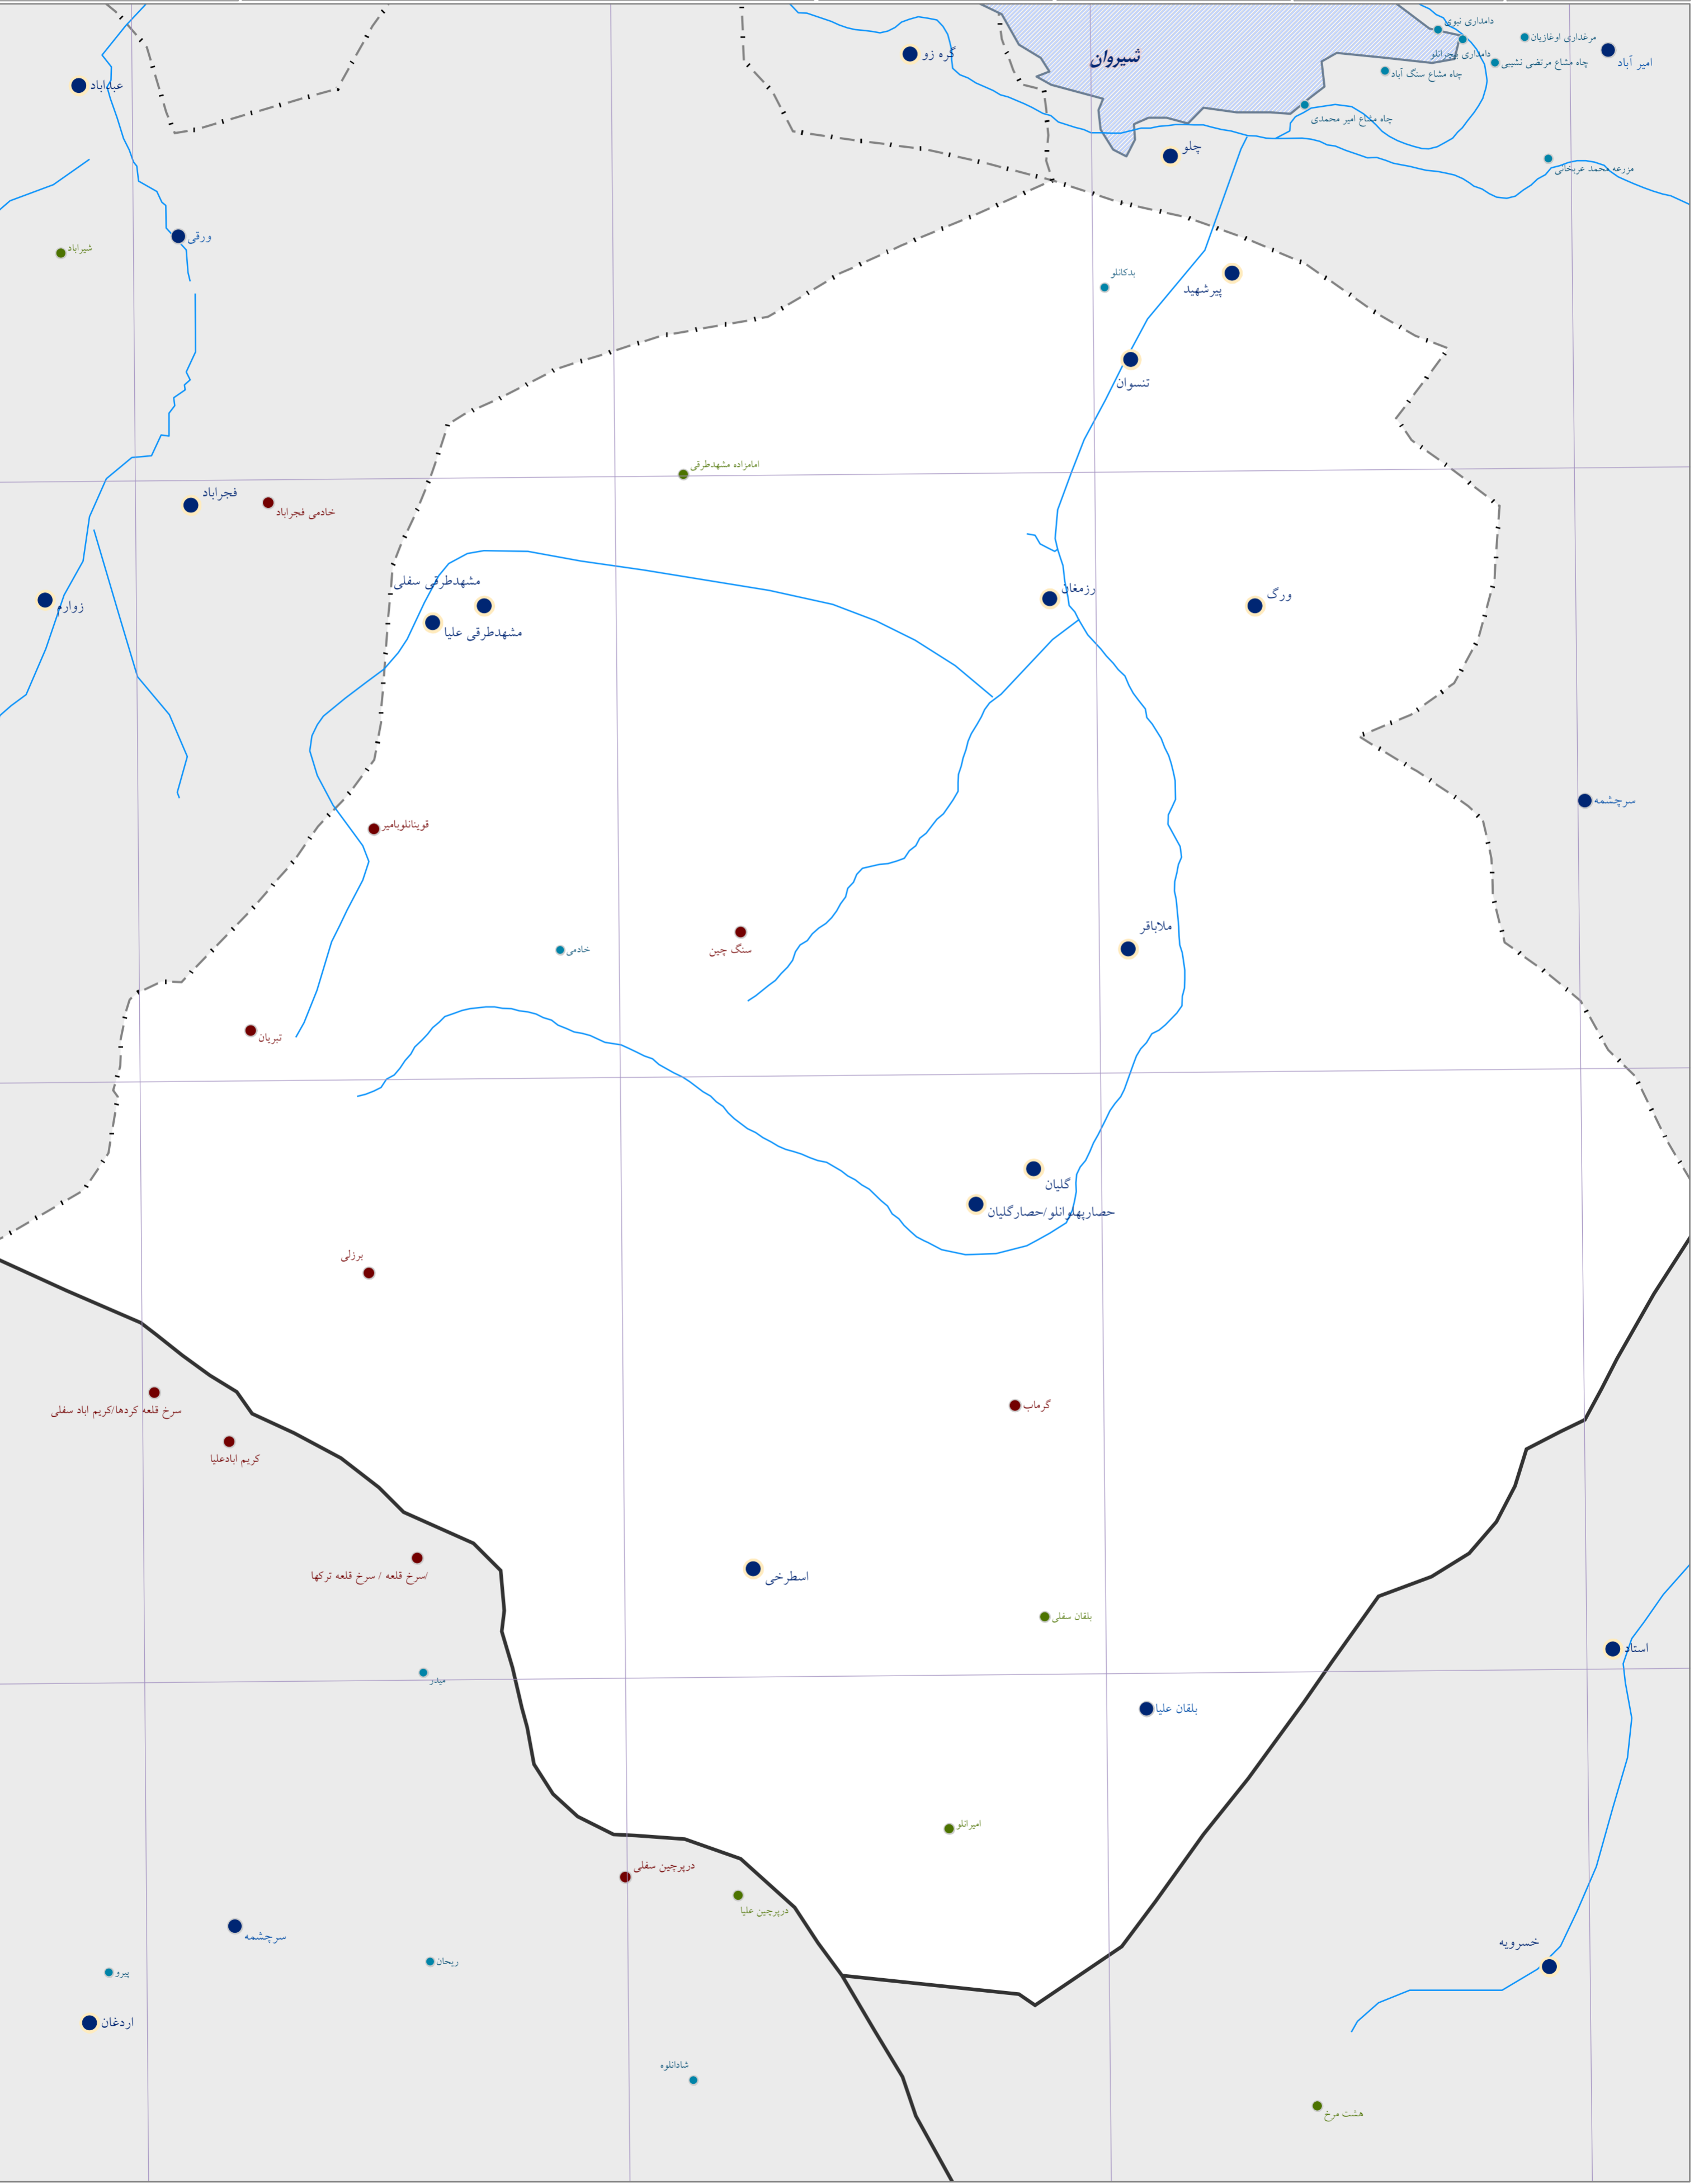 دامداری نبوی
مرغداری اوغازیان
گره زو
شیروان
دامداری بحرانلو
چاه مشاع مرتضی نشیبی
امیر آباد
چاه مشاع سنگ آباد
عبداباد
چاه مشاع امیر محمدی
چلو
مزرعه محمد عربخانی
ورقی
شیراباد
بدکانلو
پیرشهید
تنسوان
امامزاده مشهدطرقی
فجراباد
خادمی فجراباد
مشهدطرقی سفلی
رزمغان
ورگ
زوارم
مشهدطرقی علیا
سرچشمه
قویتانلوبامیر
ملاباقر
خادمی
سنگ چین
تبریان
گلیان
حصارپهلوانلو/حصارگلیان
برزلی
گرماب
سرخ قلعه کردها/کریم اباد سفلی
کریم ابادعلیا
سرخ قلعه / سرخ قلعه ترکها/
اسطرخی
بلقان سفلی
استاد
میدر
بلقان علیا
امیرانلو
درپرچین سفلی
درپرچین علیا
سرچشمه
خسرویه
ریحان
پیرو
اردغان
شادانلوه
هشت مرخ